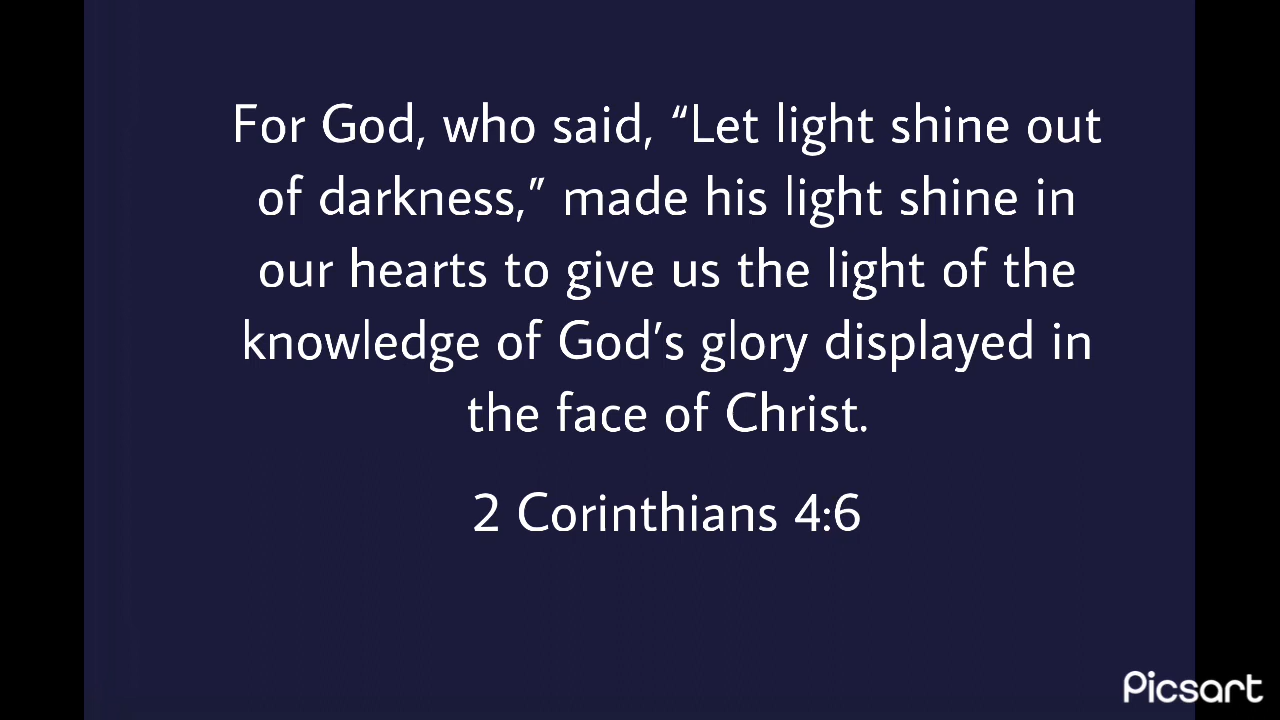 For God, who said, “Let light shine out
of darkness,” made his light shine in
our hearts to give us the light of the
knowledge of God’s glory displayed in
the face of Christ.
2 Corinthians 4:6
Picsart